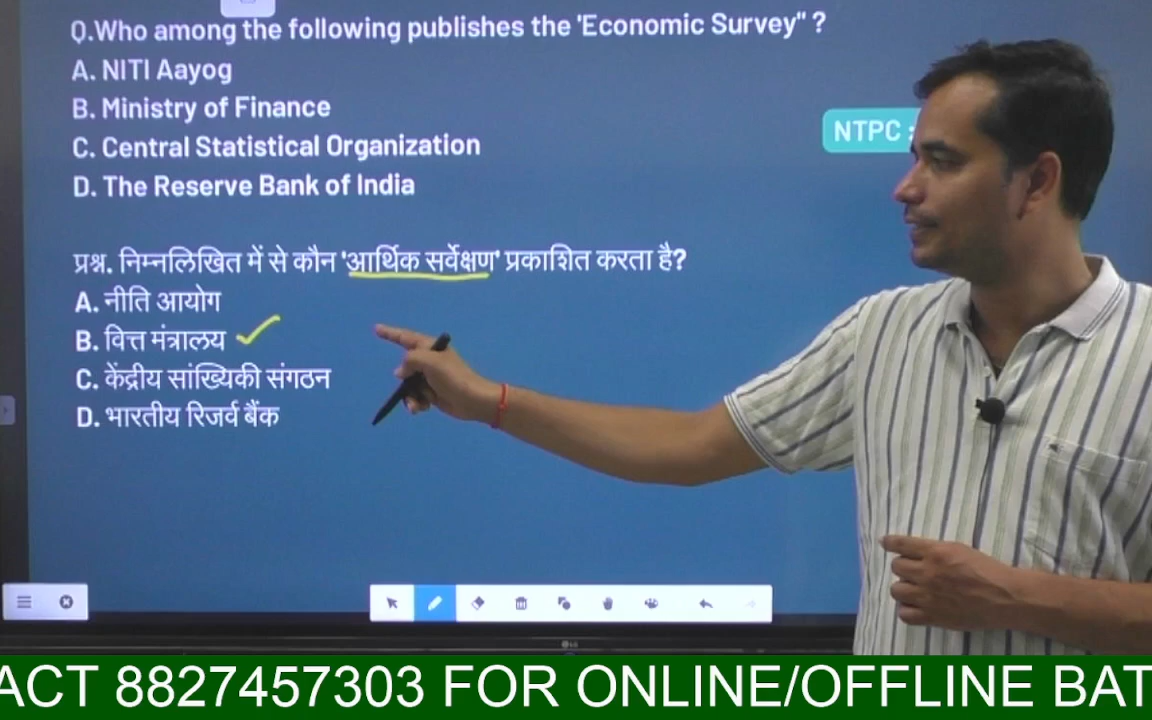 Q.Who among the following publishes the 'Economic Survey" ?
A. NITI Aayog
B. Ministry of Finance
C. Central Statistical Organization
D. The Reserve Bank of India
NTPC :
प्रश्न. निम्नलिखित में से कौन 'आर्थिक सर्वेक्षण' प्रकाशित करता है?
A. नीति आयोग
B. वित्त मंत्रालय
C. केंद्रीय सांख्यिकी संगठन
D. भारतीय रिजर्व बैंक
ACT 8827457303 FOR ONLINE/OFFLINE BAT